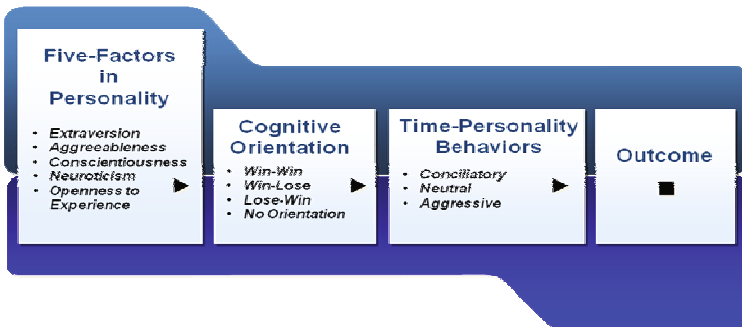 Five-Factors
in
Personality
• Extraversion
• Aggreeableness
• Conscientiousness
• Neuroticism
• Openness to
Experience
Cognitive
Orientation
• Win-Win
• Win-Lose
• Lose-Win
• No Orientation
Time-Personality
Behaviors
• Conciliatory
• Neutral
• Aggressive
Outcome